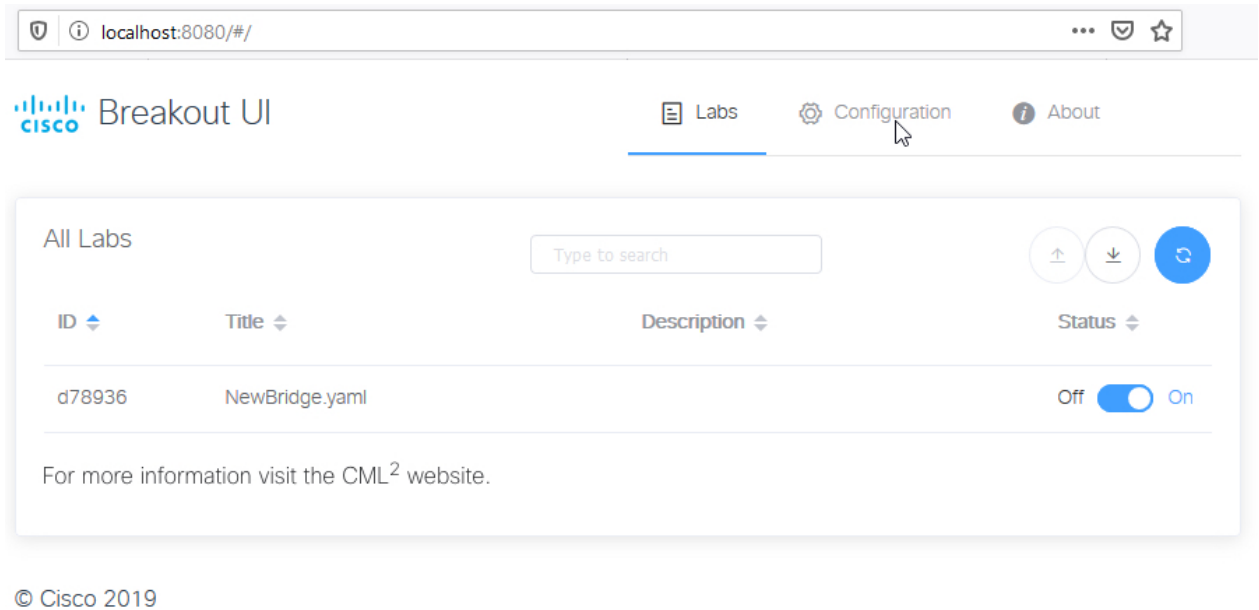 localhost:8080/#/
CISCO Breakout UI Labs Configuration i About
All Labs Type to search
ID Title Description Status
d78936 NewBridge.yaml Off On
For more information visit the CML² website.
© Cisco 2019